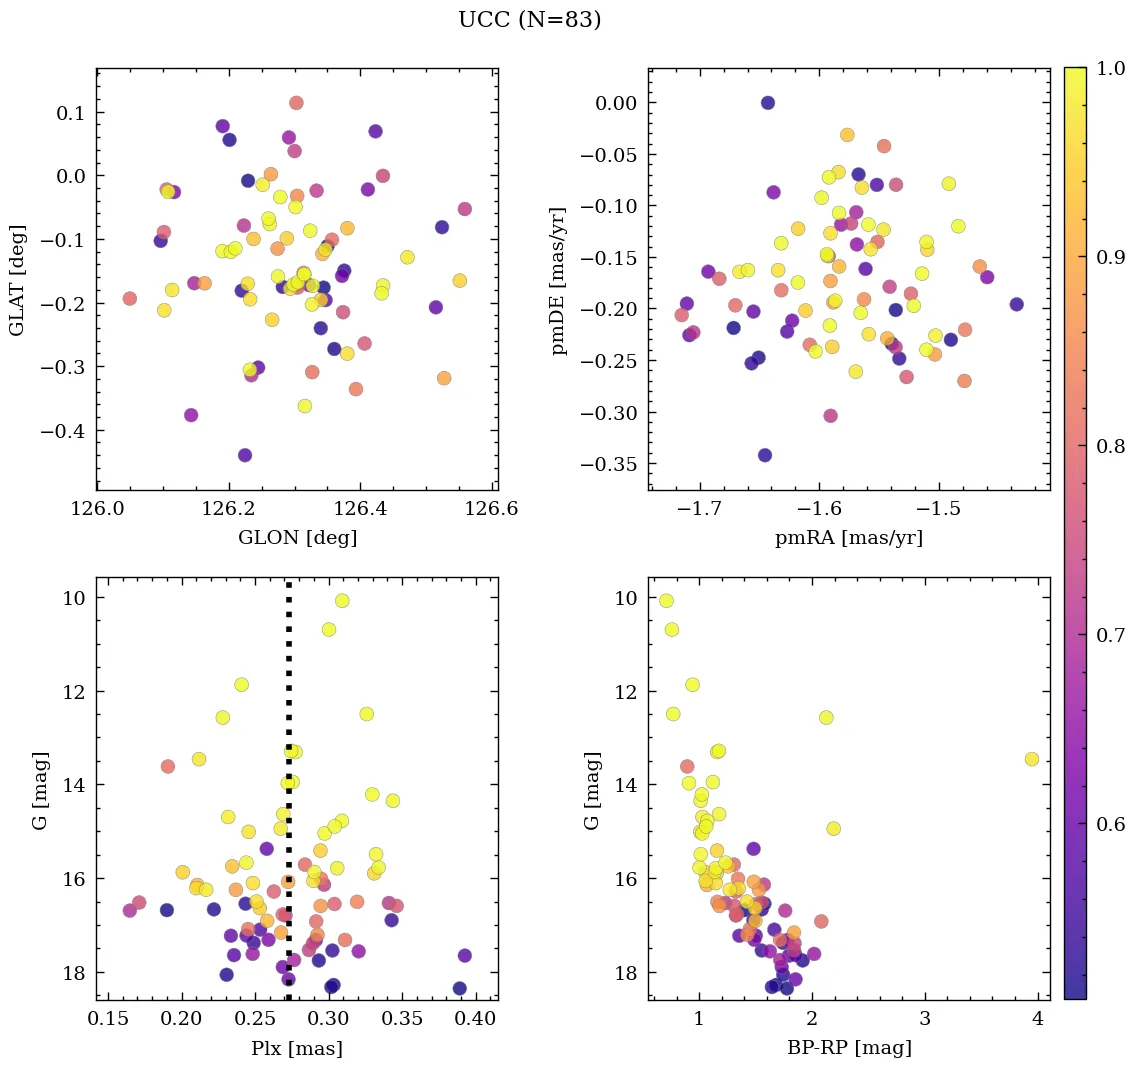 UCC (N=83)
0.1
0.0
−0.1
−0.2
−0.3
−0.4
GLAT [deg]
126.0 126.2 126.4 126.6
GLON [deg]
0.00
−0.05
−0.10
−0.15
−0.20
−0.25
−0.30
−0.35
pmDE [mas/yr]
−1.7 −1.6 −1.5
pmRA [mas/yr]
1.0
0.9
0.8
0.7
0.6
10
12
14
16
18
G [mag]
0.15 0.20 0.25 0.30 0.35 0.40
Plx [mas]
10
12
14
16
18
G [mag]
1 2 3 4
BP-RP [mag]